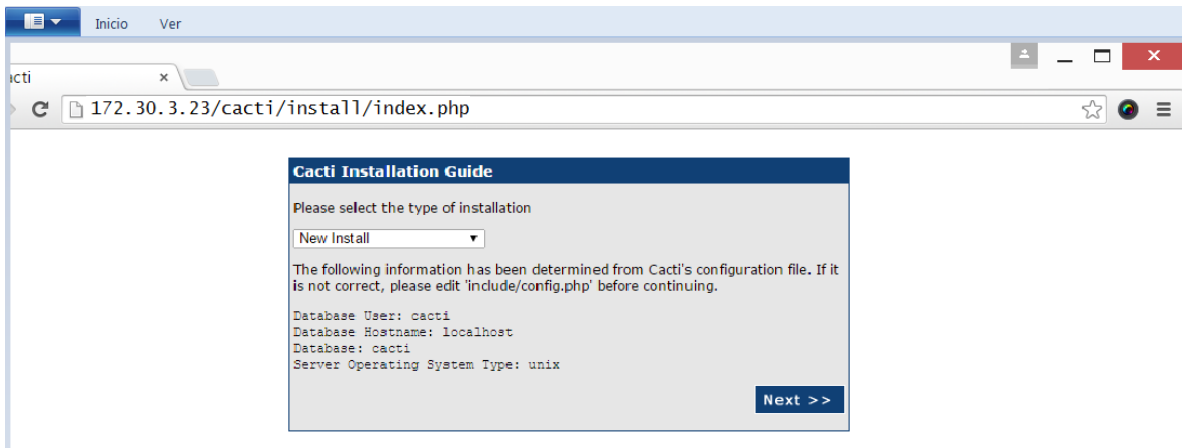 Inicio Ver
acti
172.30.3.23/cacti/install/index.php
Cacti Installation Guide
Please select the type of installation
New Install
The following information has been determined from Cacti's configuration file. If it
is not correct, please edit 'include/config.php' before continuing.
Database User: cacti
Database Hostname: localhost
Database: cacti
Server Operating System Type: unix
Next >>